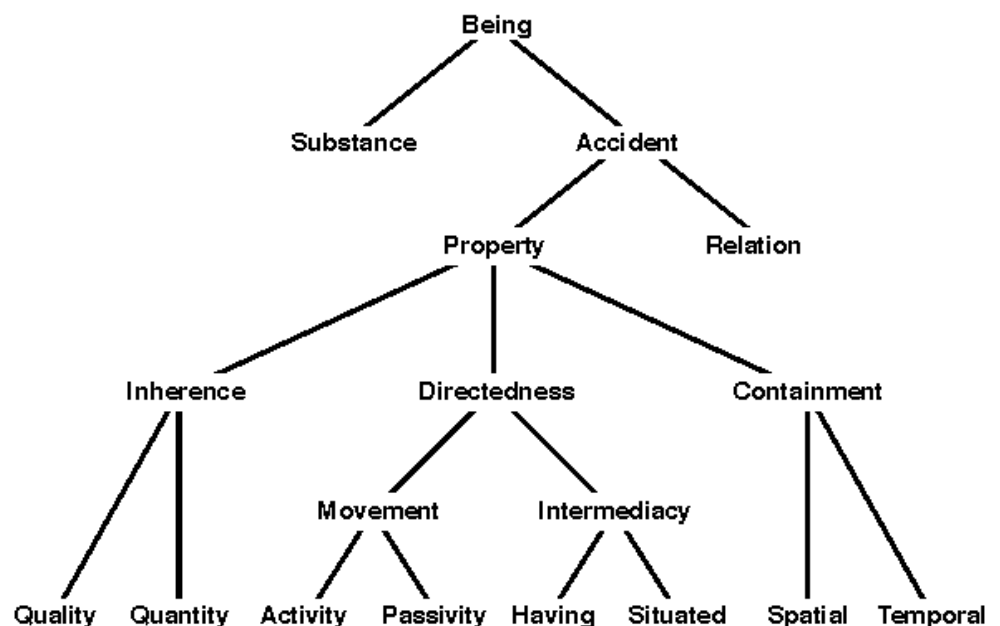 Being
Substance Accident
Property Relation
Inherence Directedness Containment
Movement Intermediacy
Quality Quantity Activity Passivity Having Situated Spatial Temporal